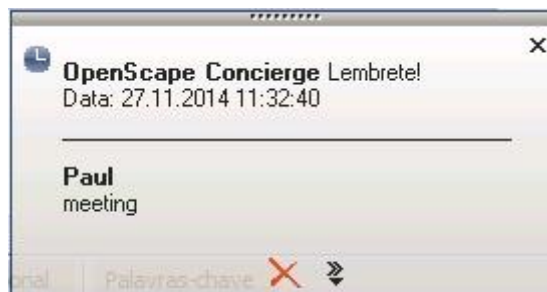 OpenScape Concierge Lembrete!
Data: 27.11.2014 11:32:40
Paul
meeting
Palavras-chave